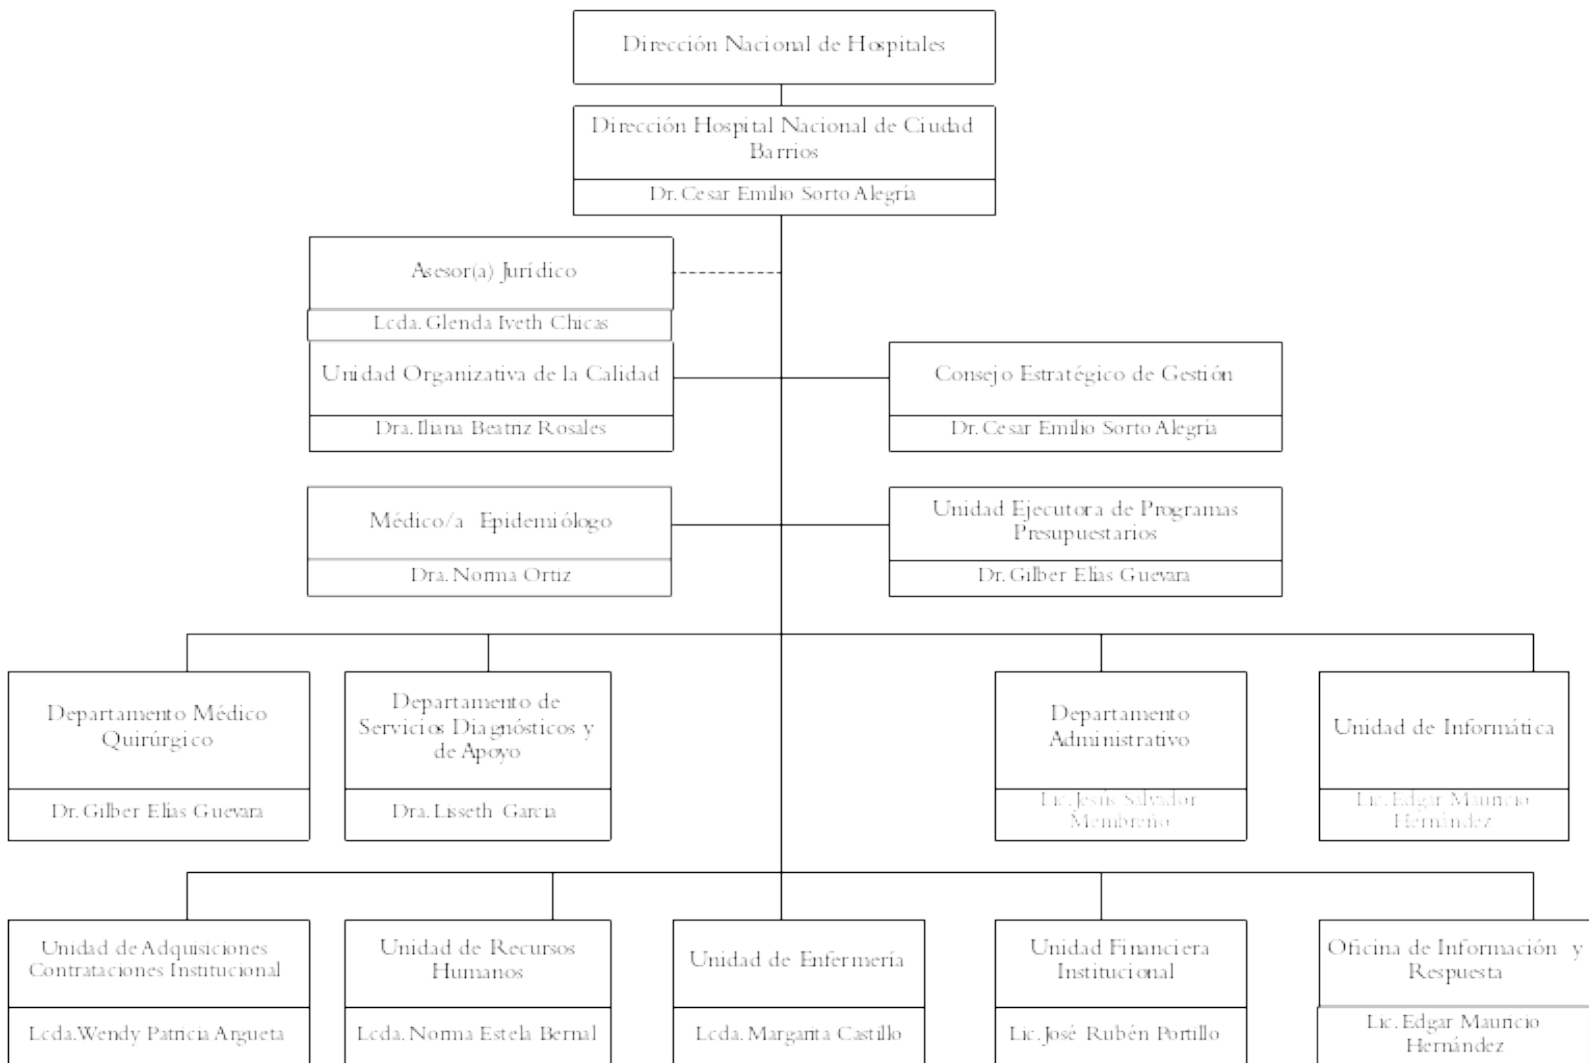 Dirección Nacional de Hospitales
Dirección Hospital Nacional de Ciudad
Barrios
Dr. Cesar Emilio Sorto Alegría
Asesor(a) Jurídico
Lcda. Glenda Iveth Chicas
Unidad Organizativa de la Calidad
Dra. Iliana Beatriz Rosales
Consejo Estratégico de Gestión
Dr. Cesar Emilio Sorto Alegría
Médico/a Epidemiólogo
Dra. Norma Ortiz
Unidad Ejecutora de Programas
Presupuestarios
Dr. Gilber Elías Guevara
Departamento Médico
Quirúrgico
Dr. Gilber Elías Guevara
Departamento de
Servicios Diagnósticos y
de Apoyo
Dra. Lisseth Garcia
Departamento
Administrativo
Lic. Jesús Salvador
Membreño
Unidad de Informática
Lic. Edgar Mauricio
Hernández
Unidad de Adquisiciones
Contrataciones Institucional
Lcda. Wendy Patricia Argueta
Unidad de Recursos
Humanos
Lcda. Norma Estela Bernal
Unidad de Enfermería
Lcda. Margarita Castillo
Unidad Financiera
Institucional
Lic. José Rubén Portillo
Oficina de Información y
Respuesta
Lic. Edgar Mauricio
Hernández